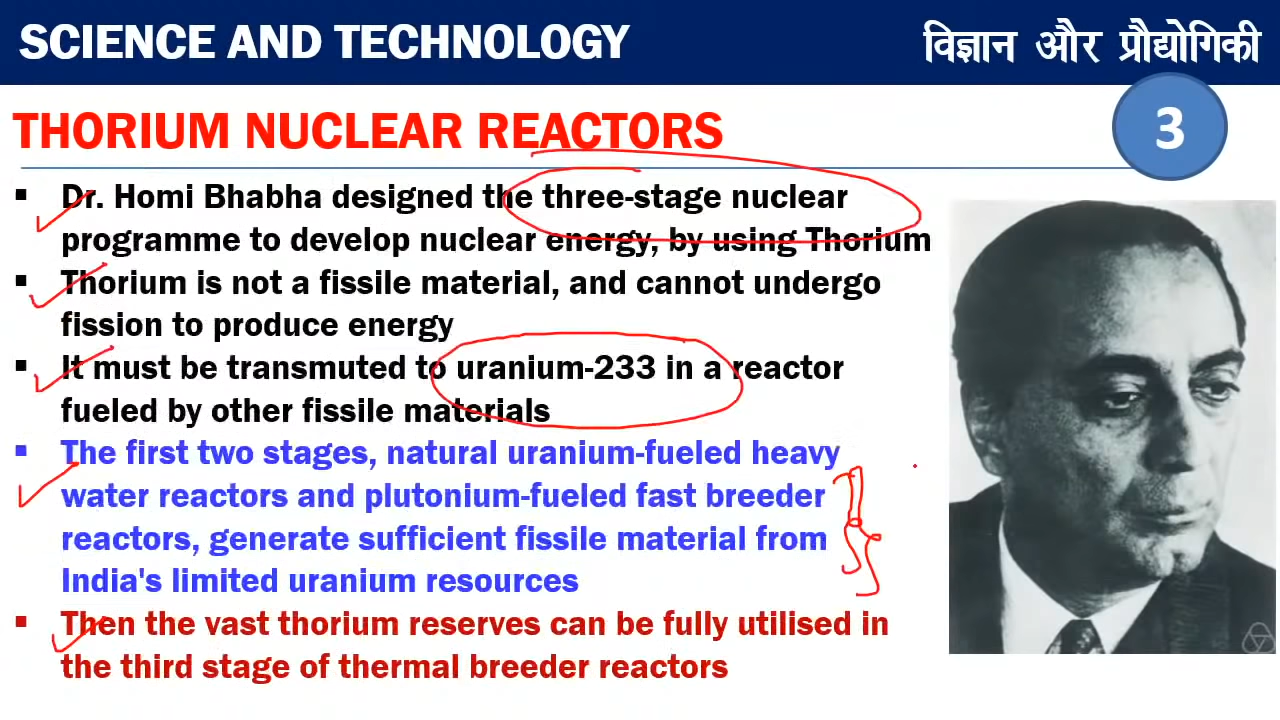 SCIENCE AND TECHNOLOGY
विज्ञान और प्रौद्योगिकी
THORIUM NUCLEAR REACTORS
3
▪ Dr. Homi Bhabha designed the three-stage nuclear
programme to develop nuclear energy, by using Thorium
▪ Thorium is not a fissile material, and cannot undergo
fission to produce energy
▪ It must be transmuted to uranium-233 in a reactor
fueled by other fissile materials
▪ The first two stages, natural uranium-fueled heavy
water reactors and plutonium-fueled fast breeder
reactors, generate sufficient fissile material from
India's limited uranium resources
▪ Then the vast thorium reserves can be fully utilised in
the third stage of thermal breeder reactors